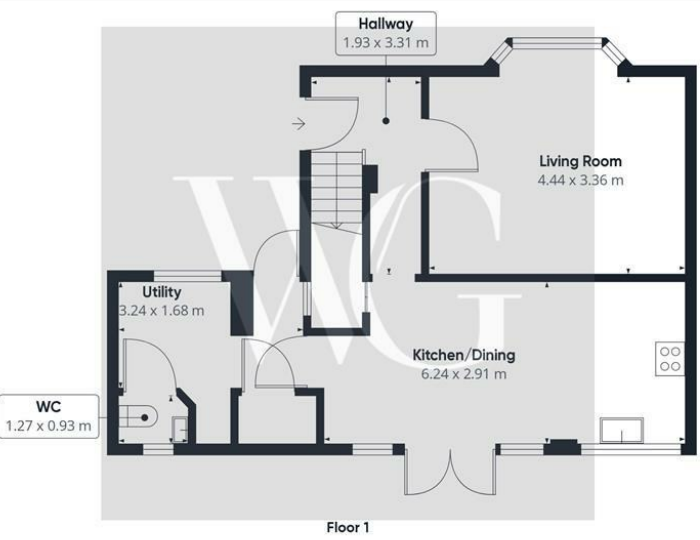 Hallway
1.93 x 3.31 m
Living Room
4.44 x 3.36 m
Utility
3.24 x 1.68 m
Kitchen/Dining
6.24 x 2.91 m
WC
1.27 x 0.93 m
WG
Floor 1